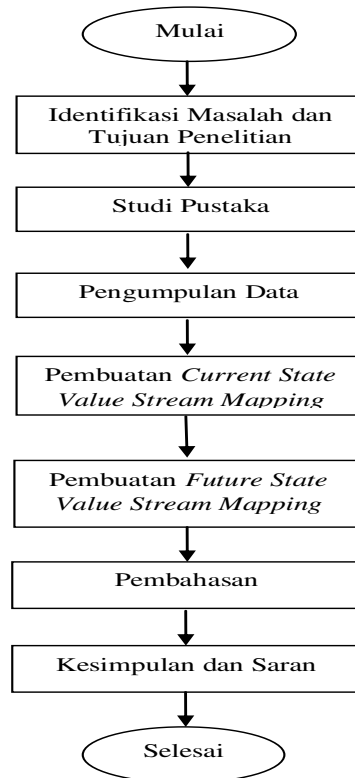 Mulai
Identifikasi Masalah dan
Tujuan Penelitian
Studi Pustaka
Pengumpulan Data
Pembuatan Current State
Value Stream Mapping
Pembuatan Future State
Value Stream Mapping
Pembahasan
Kesimpulan dan Saran
Selesai